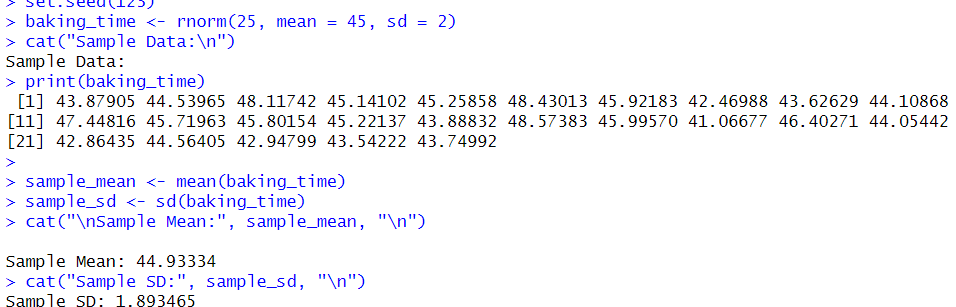 > set.seed(123)
> baking_time <- rnorm(25, mean = 45, sd = 2)
> cat("Sample Data:\n")
Sample Data:
> print(baking_time)
 [1] 43.87905 44.53965 48.11742 45.14102 45.25858 48.43013 45.92183 42.46988 43.62629 44.10868
[11] 47.44816 45.71963 45.80154 45.22137 43.88832 48.57383 45.99570 41.06677 46.40271 44.05442
[21] 42.86435 44.56405 42.94799 43.54222 43.74992
>
> sample_mean <- mean(baking_time)
> sample_sd <- sd(baking_time)
> cat("\nSample Mean:", sample_mean, "\n")

Sample Mean: 44.93334
> cat("Sample SD:", sample_sd, "\n")
Sample SD: 1.893465